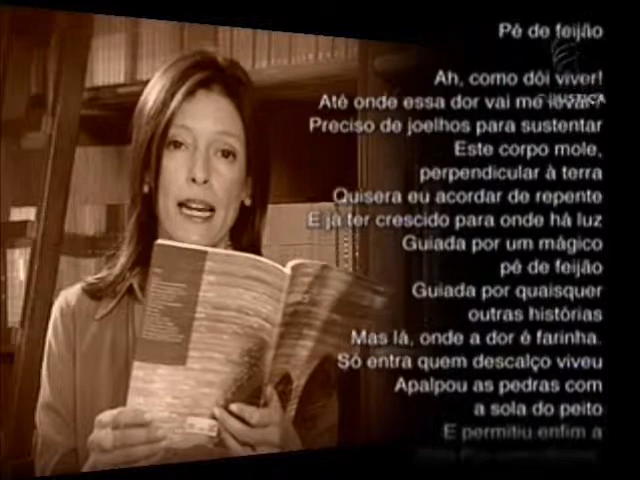 Pé de feijão
JUSTIÇA
Ah, como dói viver!
Até onde essa dor vai me levar?
Preciso de joelhos para sustentar
Este corpo mole,
perpendicular à terra
Quisera eu acordar de repente
E já ter crescido para onde há luz
Guiada por um mágico
pé de feijão
Guiada por quaisquer
outras histórias
Mas lá, onde a dor é farinha.
Só entra quem descalço viveu
Apalpou as pedras com
a sola do peito
E permitiu enfim a